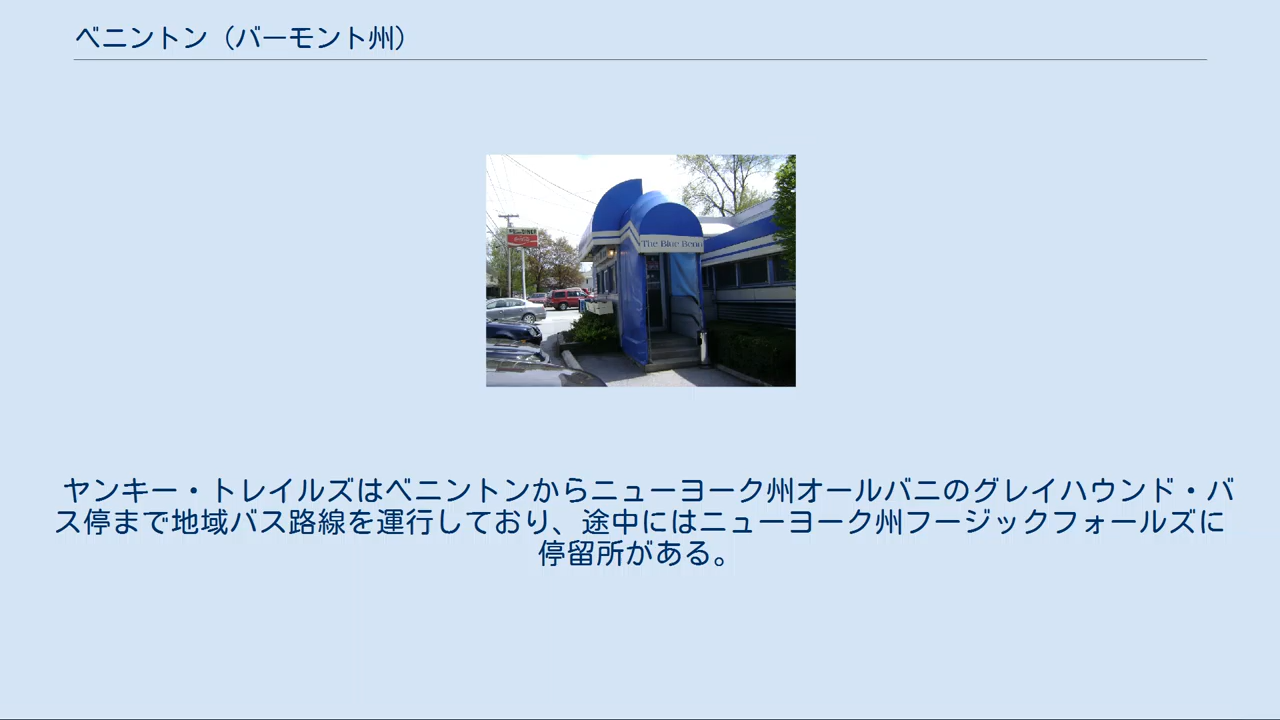 ベニントン（バーモント州）
The Blue Benn
ヤンキー・トレイルズはベニントンからニューヨーク州オールバニのグレイハウンド・バ
ス停まで地域バス路線を運行しており、途中にはニューヨーク州フージックフォールズに
停留所がある。